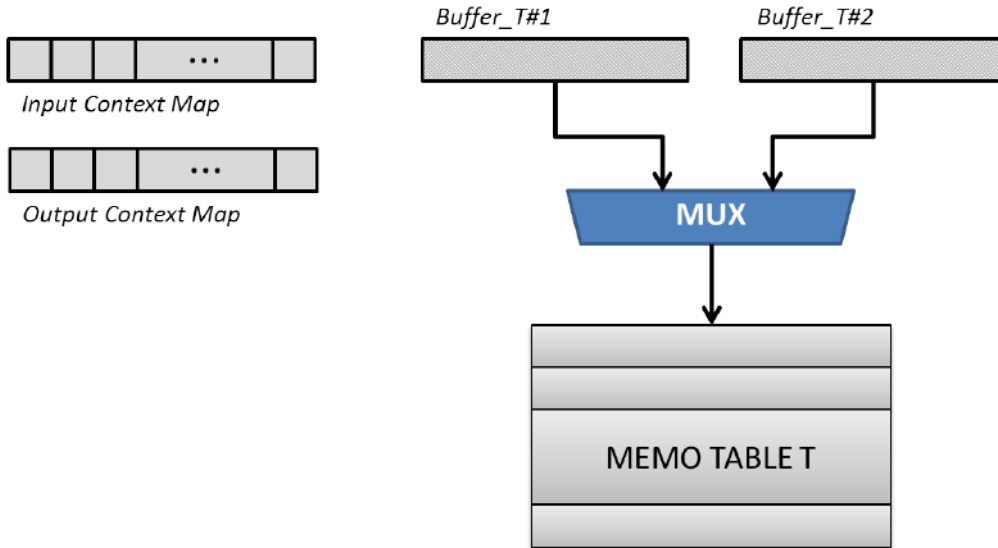 Buffer_T#1
Buffer_T#2
...
Input Context Map
...
Output Context Map
MUX
MEMO TABLE T